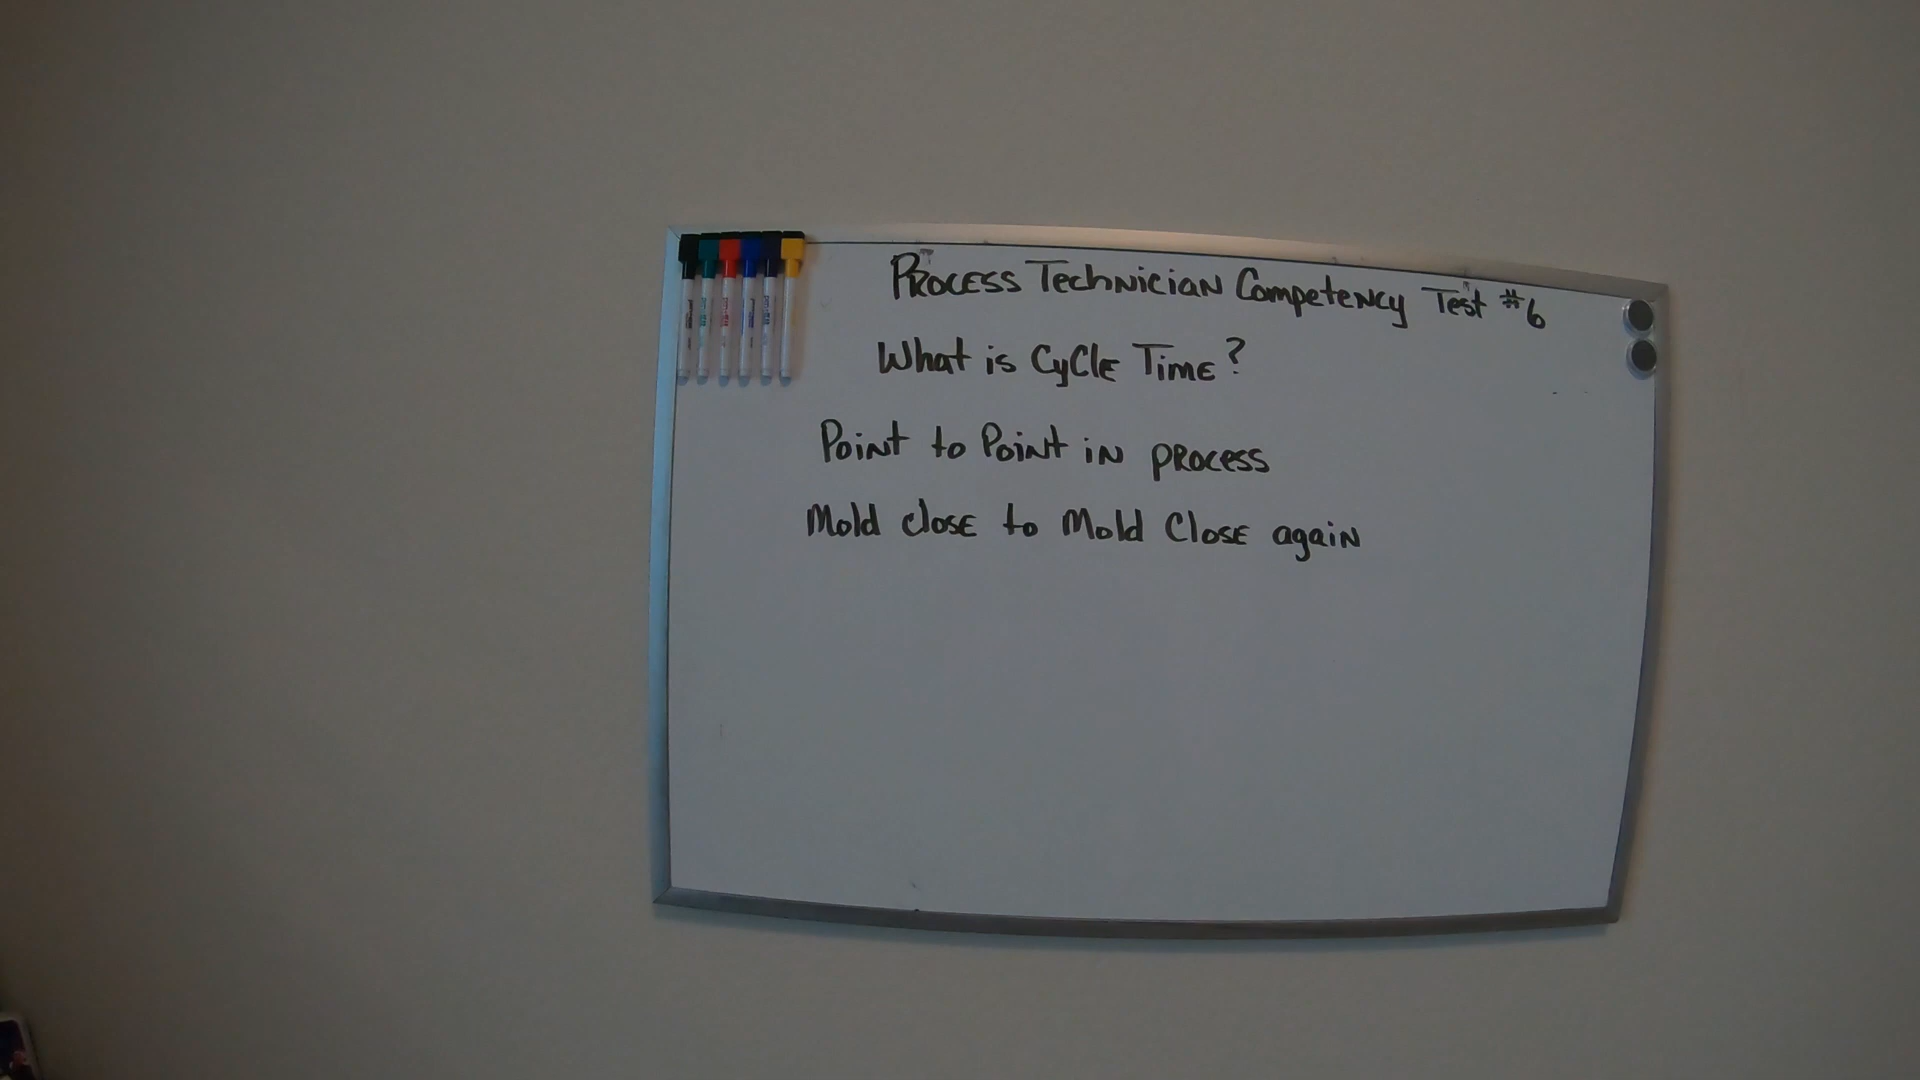 Process Technician Competency Test #6
What is Cycle Time?
Point to Point in process
Mold close to Mold Close again